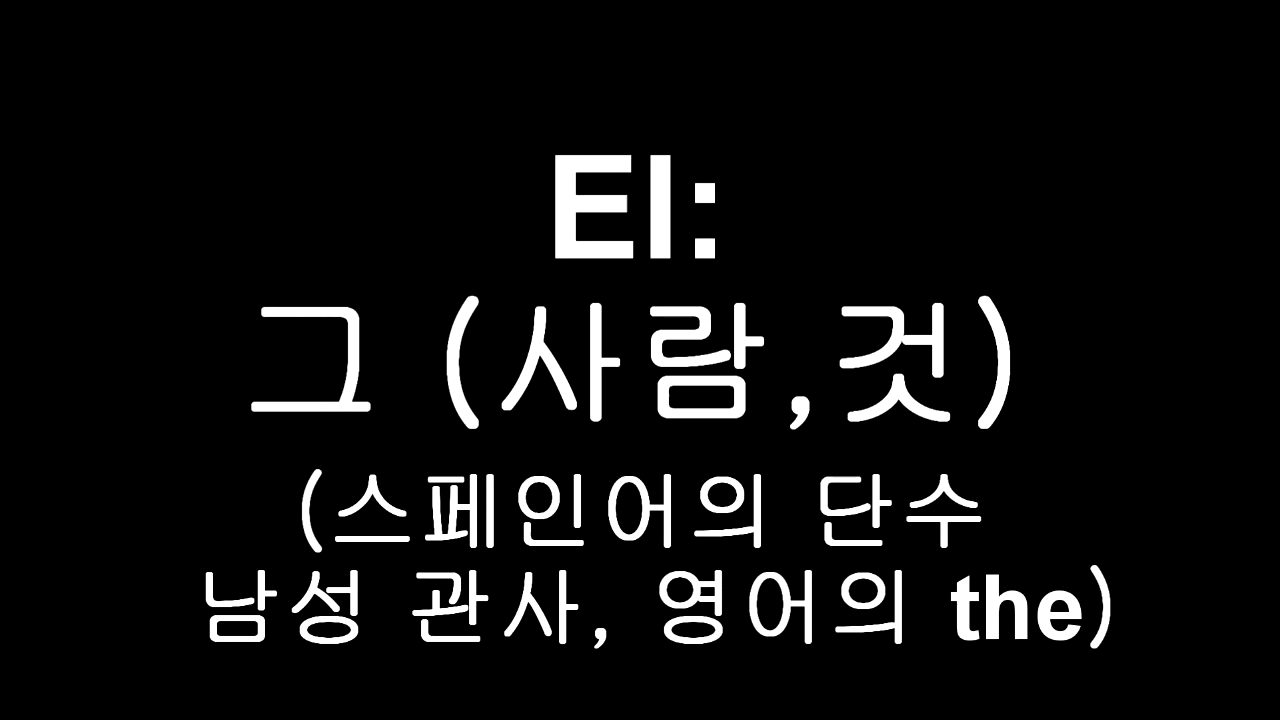 El:
그 (사람,것)
(스페인어의 단수
남성 관사, 영어의 the)